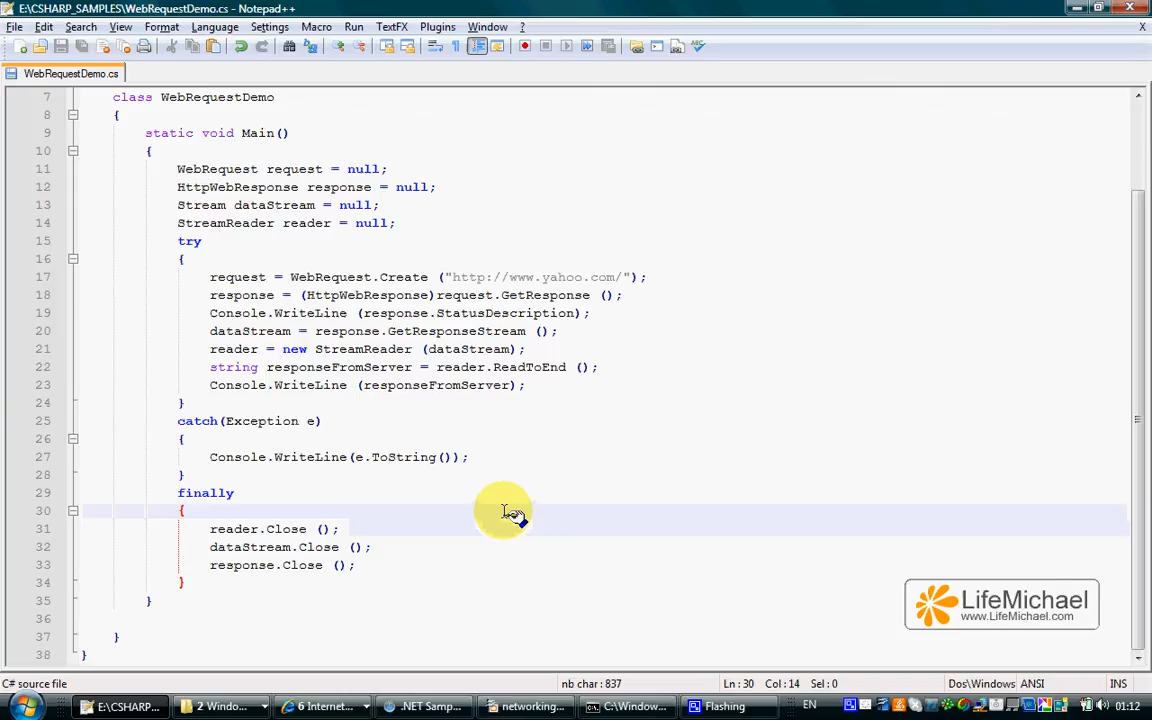 E:\CSHARP_SAMPLES\WebRequestDemo.cs - Notepad++
File Edit Search View Format Language Settings Macro Run TextFX Plugins Window ? X
WebRequestDemo.cs
7 class WebRequestDemo
8 {
9 static void Main()
10 {
11 WebRequest request = null;
12 HttpWebResponse response = null;
13 Stream dataStream = null;
14 StreamReader reader = null;
15 try
16 {
17 request = WebRequest.Create ("http://www.yahoo.com/");
18 response = (HttpWebResponse)request.GetResponse ();
19 Console.WriteLine (response.StatusDescription);
20 dataStream = response.GetResponseStream ();
21 reader = new StreamReader (dataStream);
22 string responseFromServer = reader.ReadToEnd ();
23 Console.WriteLine (responseFromServer);
24 }
25 catch(Exception e)
26 {
27 Console.WriteLine(e.ToString());
28 }
29 finally
30 {
31 reader.Close ();
32 dataStream.Close ();
33 response.Close ();
34 }
35 }
36
37 }
38 }
LifeMichael
www.LifeMichael.com
C# source file nb char : 837 Ln : 30 Col : 14 Sel : 0 Dos\Windows ANSI INS
E:\CSHARP... 2 Windo... 6 Internet... .NET Samp... networking... C:\Window... Flashing EN 01:12